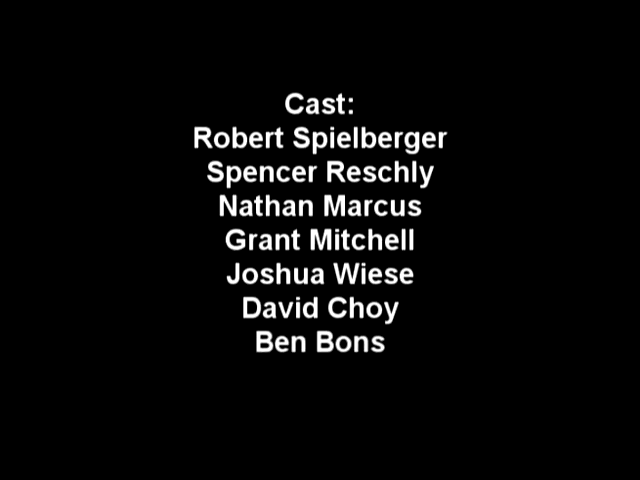 Cast:
Robert Spielberger
Spencer Reschly
Nathan Marcus
Grant Mitchell
Joshua Wiese
David Choy
Ben Bons